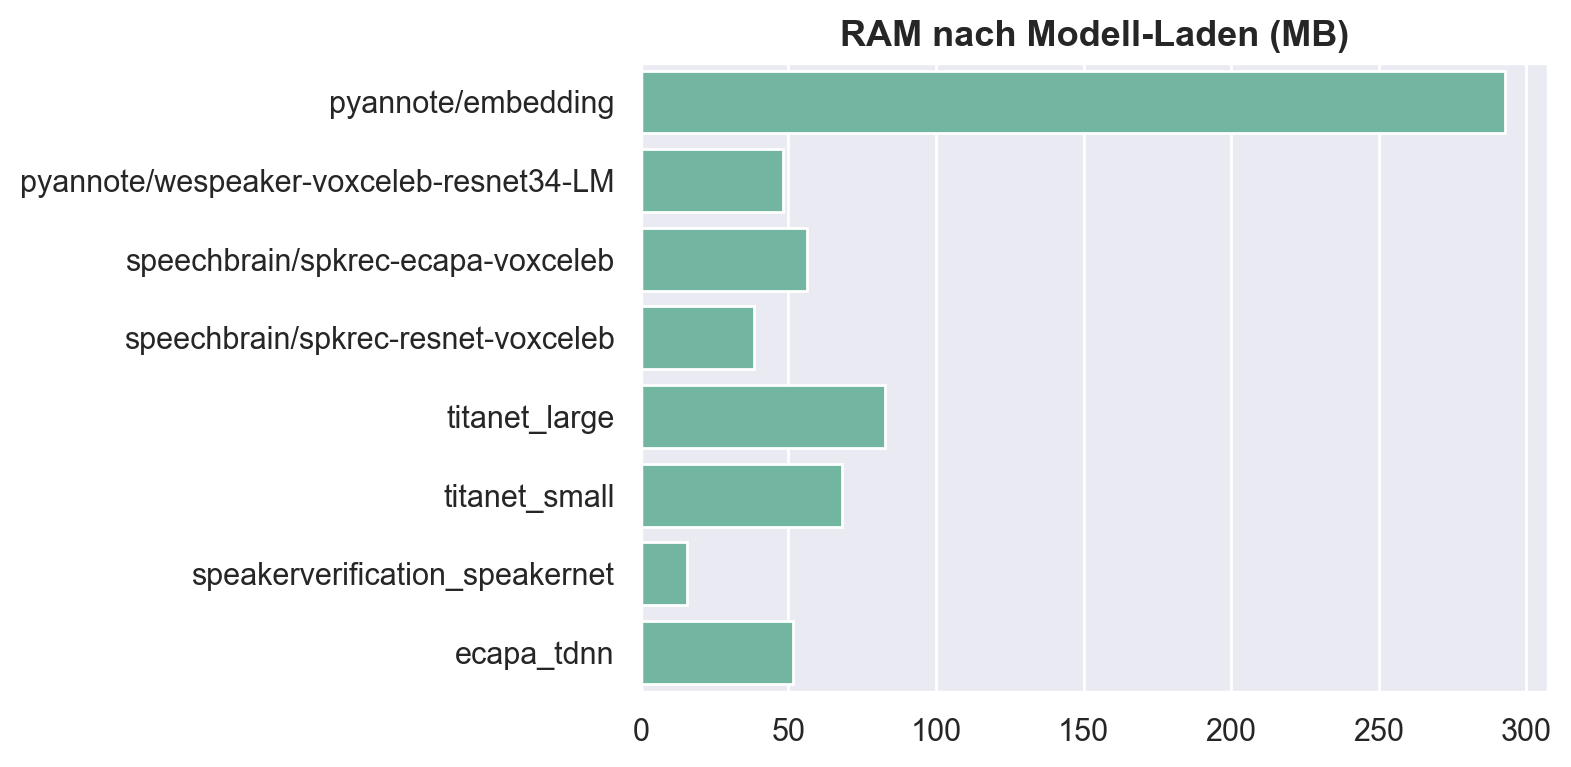 RAM nach Modell-Laden (MB)
pyannote/embedding
pyannote/wespeaker-voxceleb-resnet34-LM
speechbrain/spkrec-ecapa-voxceleb
speechbrain/spkrec-resnet-voxceleb
titanet_large
titanet_small
speakerverification_speakernet
ecapa_tdnn
0 50 100 150 200 250 300